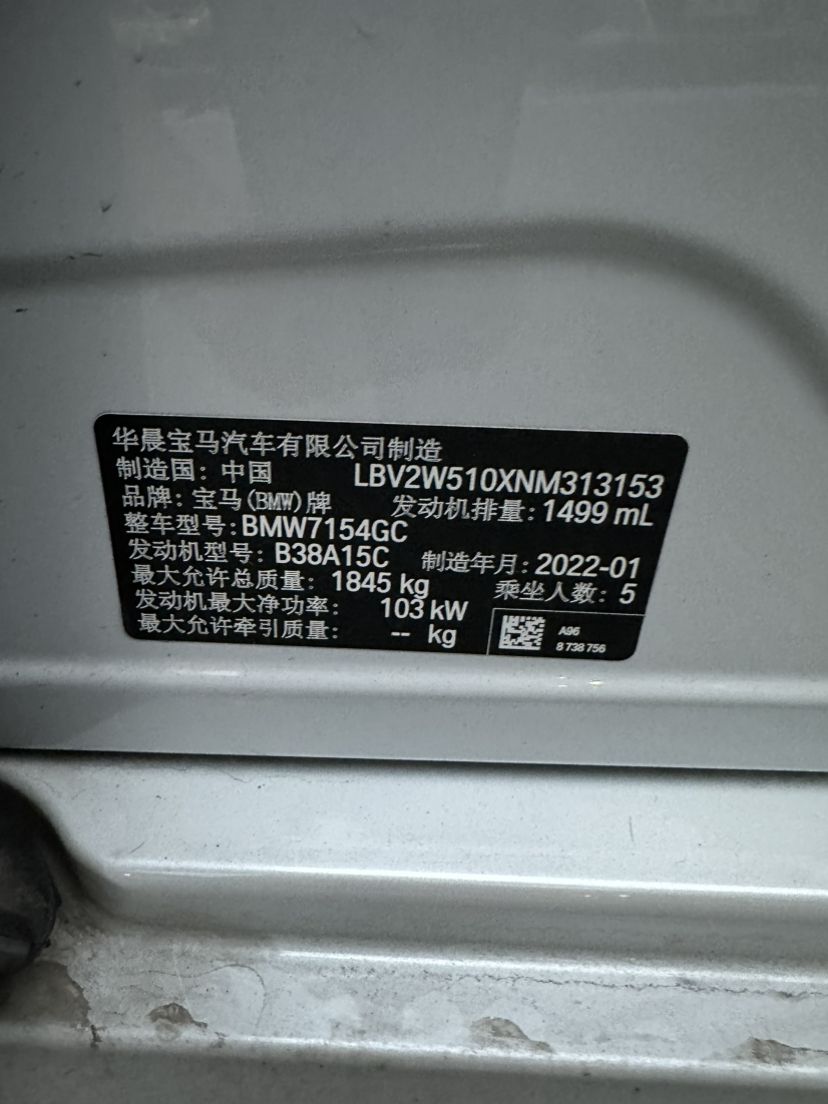 华晨宝马汽车有限公司制造
制造国: 中国 LBV2W510XNM313153
品牌: 宝马(BMW)牌 发动机排量: 1499 mL
整车型号: BMW7154GC
发动机型号: B38A15C 制造年月: 2022-01
最大允许总质量: 1845 kg 乘坐人数: 5
发动机最大净功率: 103 kW
最大允许牵引质量: -- kg
A96
8 738 756